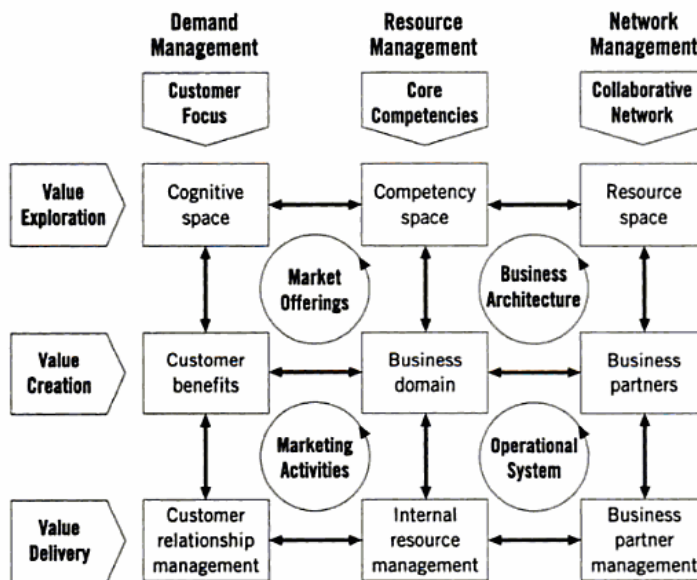 Demand
Management
Resource
Management
Network
Management
Customer
Focus
Core
Competencies
Collaborative
Network
Value
Exploration
Cognitive
space
Competency
space
Resource
space
Market
Offerings
Business
Architecture
Value
Creation
Customer
benefits
Business
domain
Business
partners
Marketing
Activities
Operational
System
Value
Delivery
Customer
relationship
management
Internal
resource
management
Business
partner
management